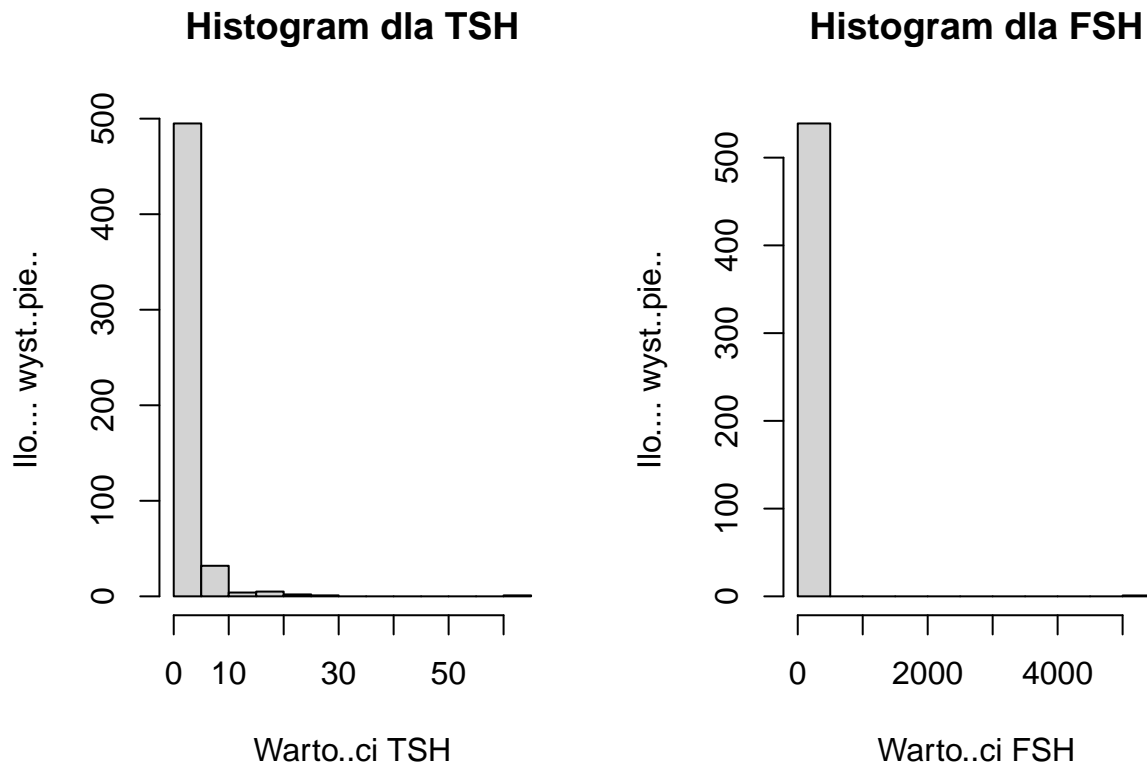 Histogram dla TSH
Ilo.... wyst..pie..
0
100
200
300
400
500
0 10 30 50
Warto..ci TSH
Histogram dla FSH
Ilo.... wyst..pie..
0
100
200
300
400
500
0 2000 4000
Warto..ci FSH